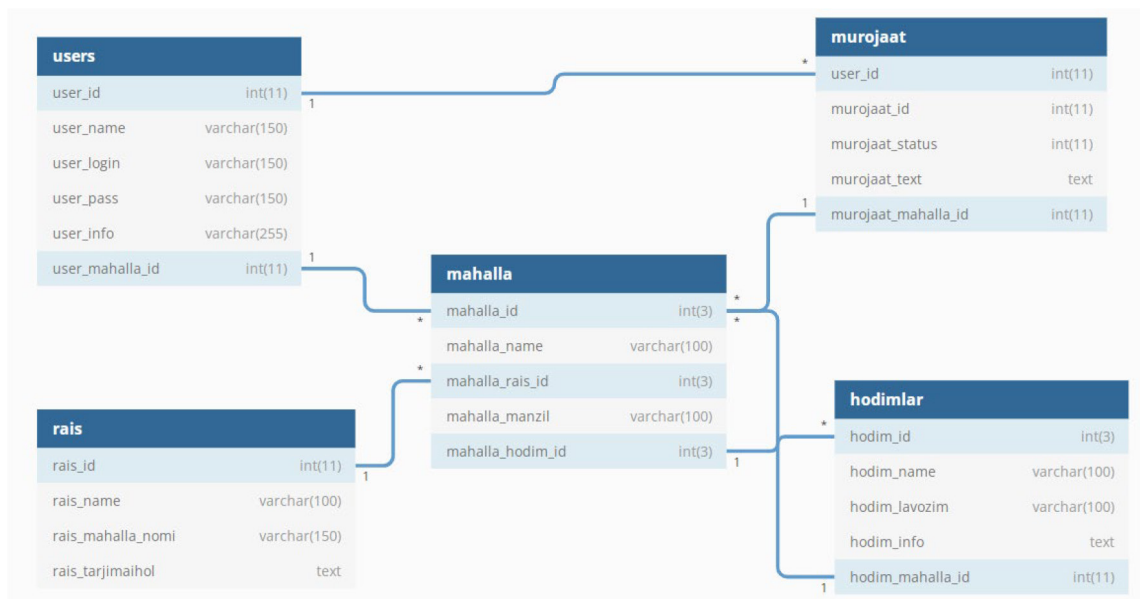 users
user_id int(11)
user_name varchar(150)
user_login varchar(150)
user_pass varchar(150)
user_info varchar(255)
user_mahalla_id int(11)
1
1
murojaat
user_id int(11)
murojaat_id int(11)
murojaat_status int(11)
murojaat_text text
murojaat_mahalla_id int(11)
*
1
mahalla
mahalla_id int(3)
mahalla_name varchar(100)
mahalla_rais_id int(3)
mahalla_manzil varchar(100)
mahalla_hodim_id int(3)
*
*
*
*
1
rais
rais_id int(11)
rais_name varchar(100)
rais_mahalla_nomi varchar(150)
rais_tarjimaihol text
1
hodimlar
hodim_id int(3)
hodim_name varchar(100)
hodim_lavozim varchar(100)
hodim_info text
hodim_mahalla_id int(11)
*
1